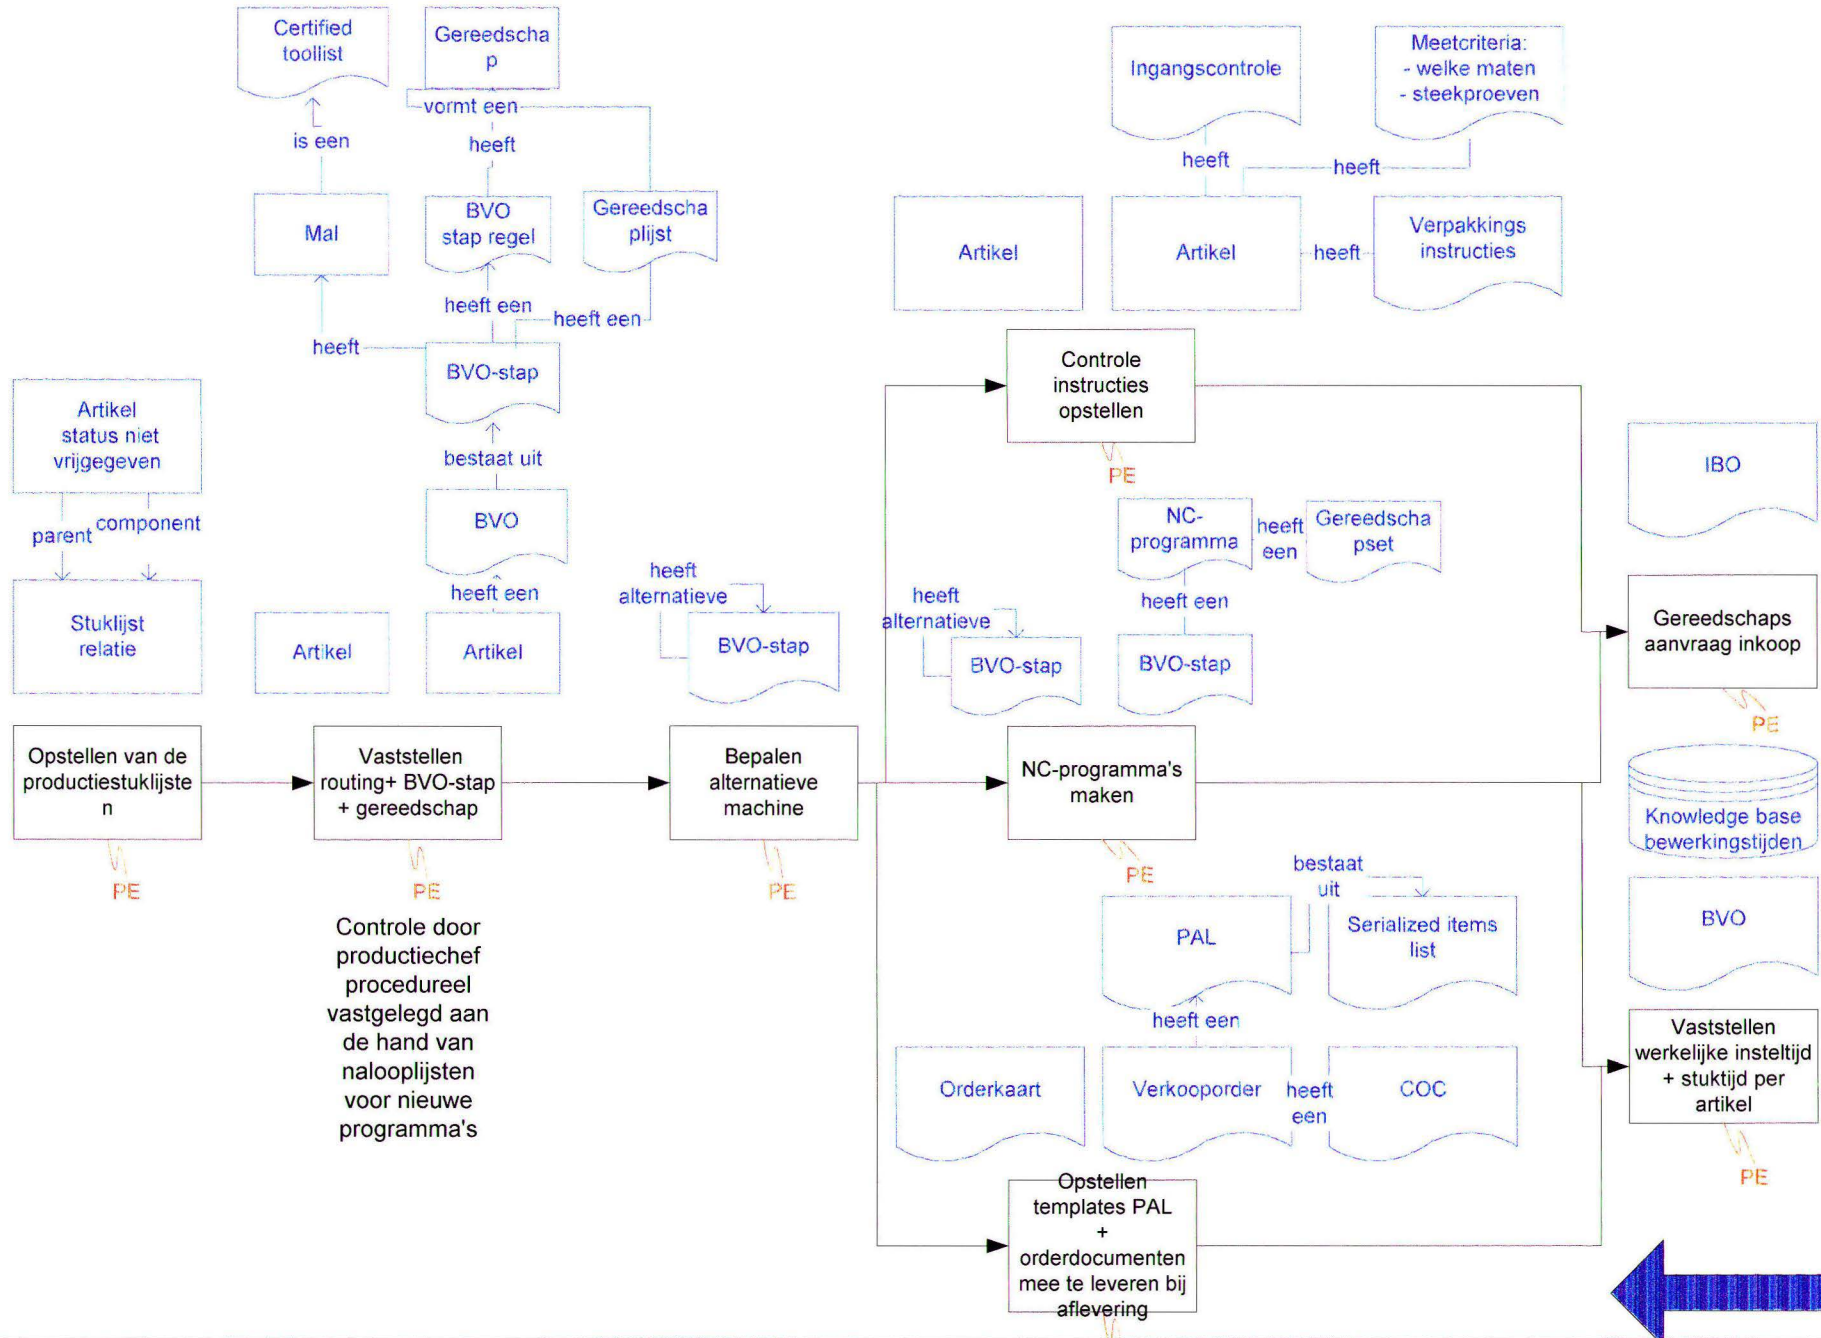 Certified
toollist
Gereedscha
p
vormt een
is een
heeft
Mal
BVO
stap regel
Gereedscha
plijst
heeft een
heeft een
heeft
BVO-stap
bestaat uit
BVO
heeft een
Artikel
Artikel
Artikel
status niet
vrijgegeven
parent
component
Stuklijst
relatie
heeft
alternatieve
BVO-stap
Ingangscontrole
Meetcriteria:
- welke maten
- steekproeven
heeft
heeft
Artikel
Artikel
heeft
Verpakkings
instructies
Controle
instructies
opstellen
PE
NC-
programma
heeft
een
Gereedscha
pset
heeft een
heeft
alternatieve
BVO-stap
BVO-stap
IBO
Gereedschaps
aanvraag inkoop
PE
Opstellen van de
productiestuklijste
n
PE
Vaststellen
routing+ BVO-stap
+ gereedschap
PE
Controle door
productiechef
procedureel
vastgelegd aan
de hand van
nalooplijsten
voor nieuwe
programma's
Bepalen
alternatieve
machine
PE
NC-programma's
maken
PE
Knowledge base
bewerkingstijden
BVO
bestaat
uit
PAL
Serialized items
list
heeft een
Orderkaart
Verkooporder
heeft
een
COC
Vaststellen
werkelijke insteltijd
+ stuktijd per
artikel
PE
Opstellen
templates PAL
+
orderdocumenten
mee te leveren bij
aflevering